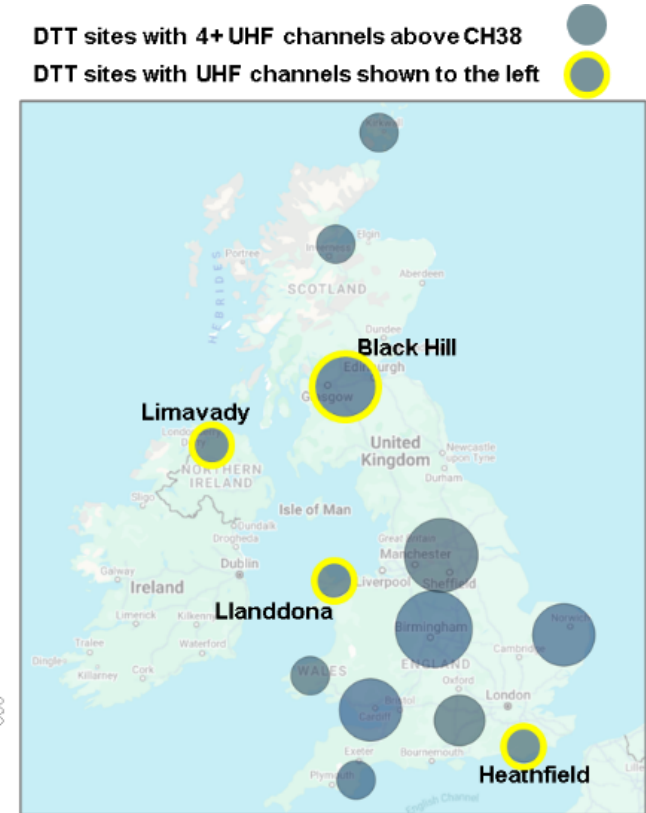 DTT sites with 4+ UHF channels above CH38
DTT sites with UHF channels shown to the left
Kirkwall
Elgin
Inverness
Portree
HEBRIDES
Aberdeen
SCOTLAND
Dundee
Black Hill
Edinburgh
Glasgow
Limavady
Londonderry
Derry
United
Kingdom
Newcastle
upon Tyne
NORTHERN
IRELAND
Durham
Sligo
Isle of Man
Dundalk
Drogheda
Great Britain
Manchester
Dublin
Galway
Liverpool
Sheffield
Ireland
Llanddona
Limerick
Kilkenny
Norwich
Birmingham
Tralee
Waterford
Cambridge
Dingle
Killarney
Cork
WALES
ENGLAND
Oxford
Bristol
London
Cardiff
Exeter
Bournemouth
Plymouth
Heathfield
English Channel